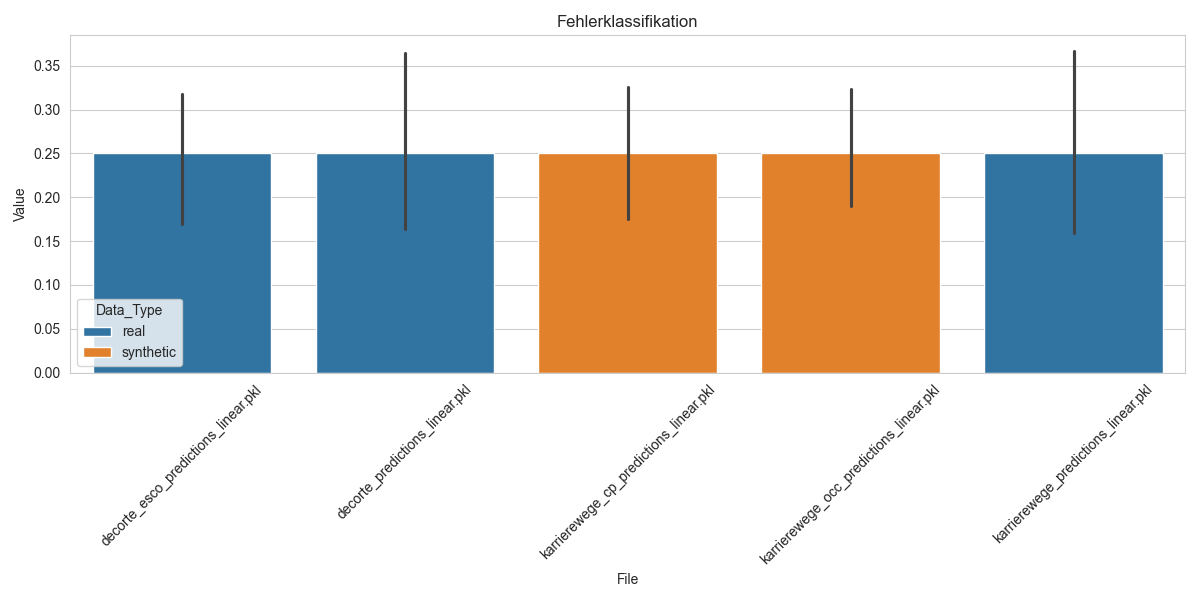 Fehlerklassifikation
Value
0.35
0.30
0.25
0.20
0.15
0.10
0.05
0.00
Data_Type
real
synthetic
decorte_esco_predictions_linear.pkl
decorte_predictions_linear.pkl
karrierewege_cp_predictions_linear.pkl
karrierewege_occ_predictions_linear.pkl
karrierewege_predictions_linear.pkl
File